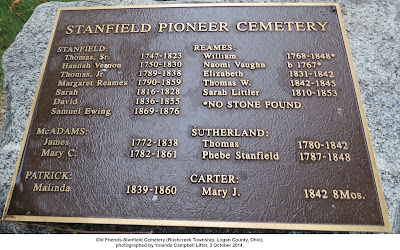 STANFIELD PIONEER CEMETERY
STANFIELD:
Thomas, Sr. 1747-1823
Hannah Vernon 1750-1830
Thomas, Jr. 1789-1838
Margaret Reames 1790-1859
Sarah 1816-1828
David 1836-1855
Samuel Ewing 1869-1876
McADAMS:
James 1772-1838
Mary C. 1782-1861
PATRICK:
Malinda 1839-1860
REAMES:
William 1768-1848*
Naomi Vaughn b 1767*
Elizabeth 1831-1842
Thomas W. 1842-1845
Sarah Littler 1810-1853
*NO STONE FOUND
SUTHERLAND:
Thomas 1780-1842
Phebe Stanfield 1787-1848
CARTER:
Mary J. 1842 8Mos.
Old Friends-Stanfield Cemetery (Rushcreek Township, Logan County, Ohio),
photographed by Yolanda Campbell Lifter, 3 October 2014.